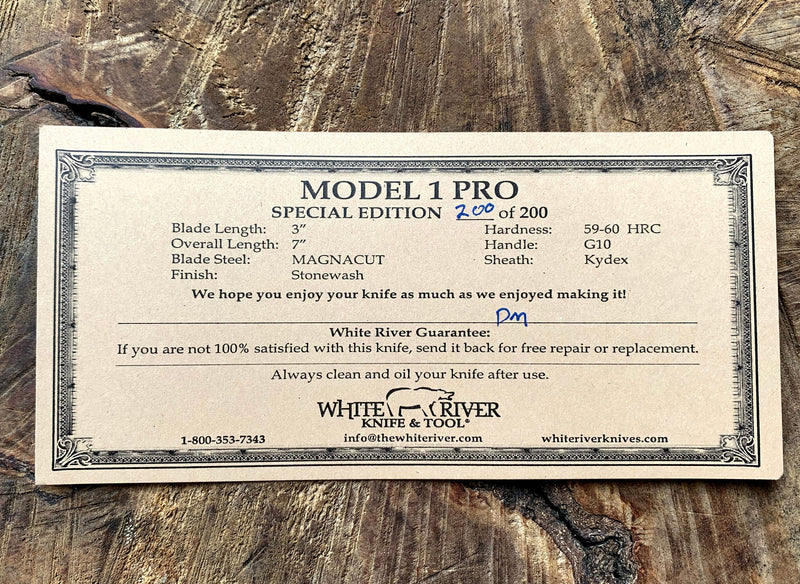 MODEL 1 PRO
SPECIAL EDITION 200 of 200
Blade Length: 3" Hardness: 59-60 HRC
Overall Length: 7" Handle: G10
Blade Steel: MAGNACUT Sheath: Kydex
Finish: Stonewash
We hope you enjoy your knife as much as we enjoyed making it!
DM
White River Guarantee:
If you are not 100% satisfied with this knife, send it back for free repair or replacement.
Always clean and oil your knife after use.
WHITE RIVER
KNIFE & TOOL®
1-800-353-7343 info@thewhiteriver.com whiteriverknives.com